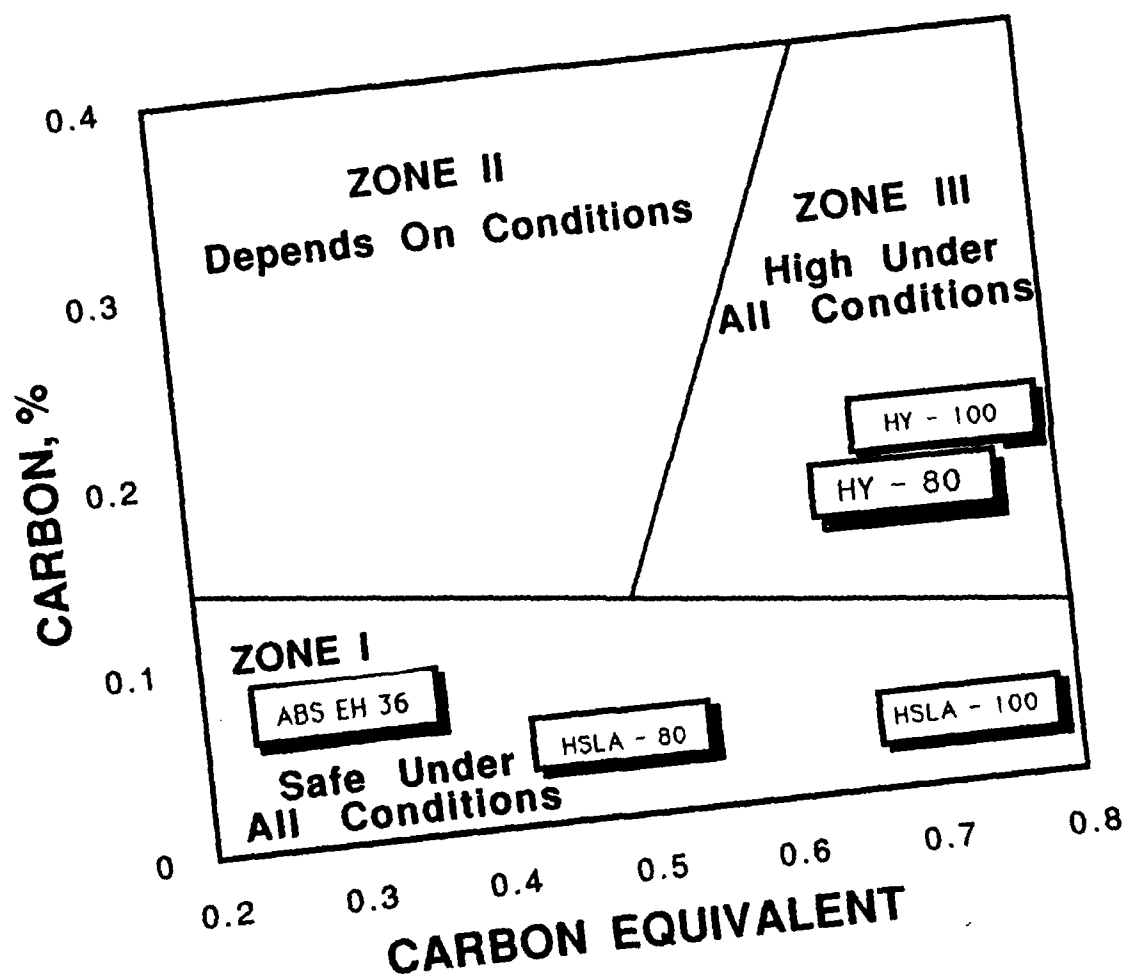 0.4
0.3
0.2
0.1
0
CARBON, %
ZONE II
Depends On Conditions
ZONE III
High Under
All Conditions
HY - 100
HY - 80
ZONE I
ABS EH 36
HSLA - 80
HSLA - 100
Safe Under
All Conditions
0.2 0.3 0.4 0.5 0.6 0.7 0.8
CARBON EQUIVALENT